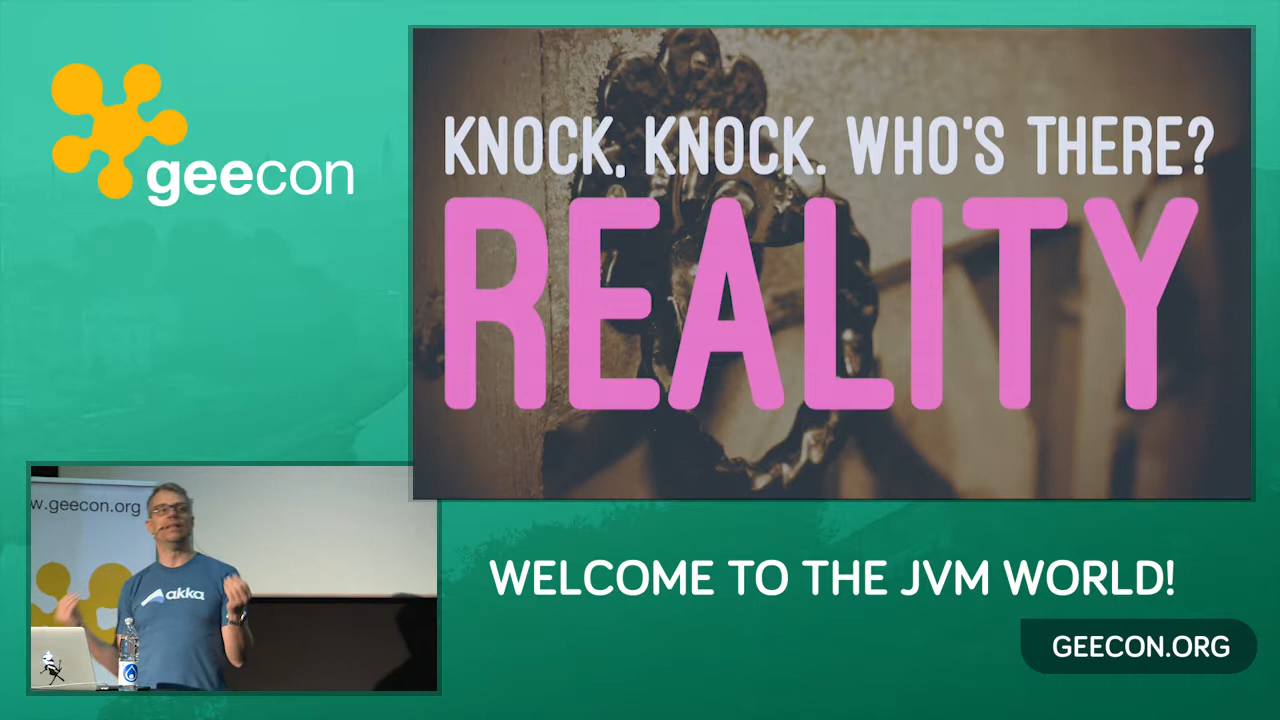 geecon
KNOCK, KNOCK. WHO'S THERE?
REALITY
w.geecon.org
akka
WELCOME TO THE JVM WORLD!
GEECON.ORG